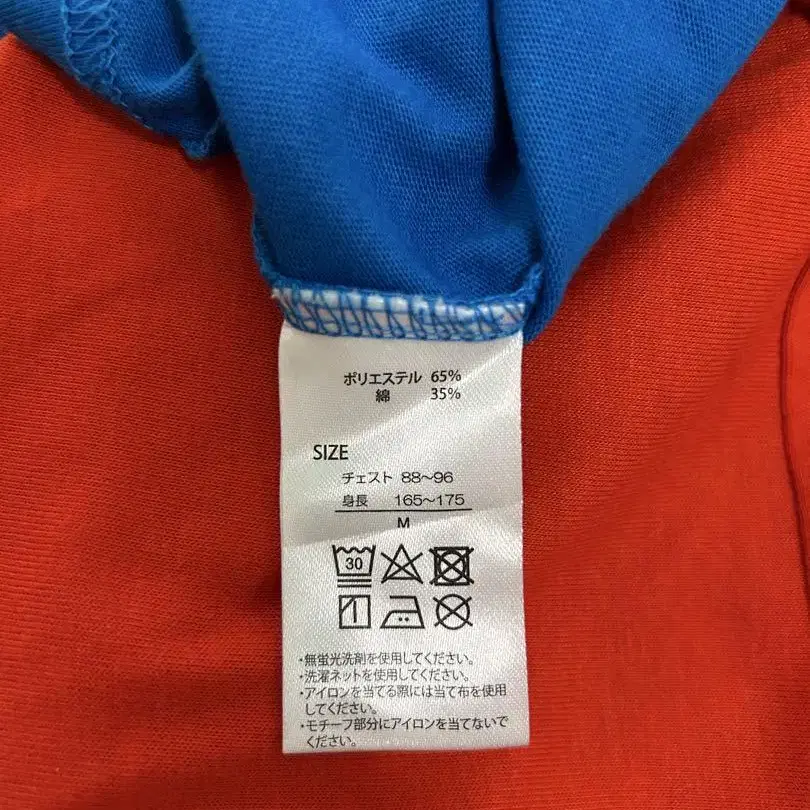 ポリエステル 65%
綿 35%
SIZE
チェスト 88～96
身長 165～175
M
30
・無蛍光洗剤を使用してください。
・洗濯ネットを使用してください。
・アイロンを当てる際には当て布を使用
してください。
・モチーフ部分にアイロンを当てないで
ください。